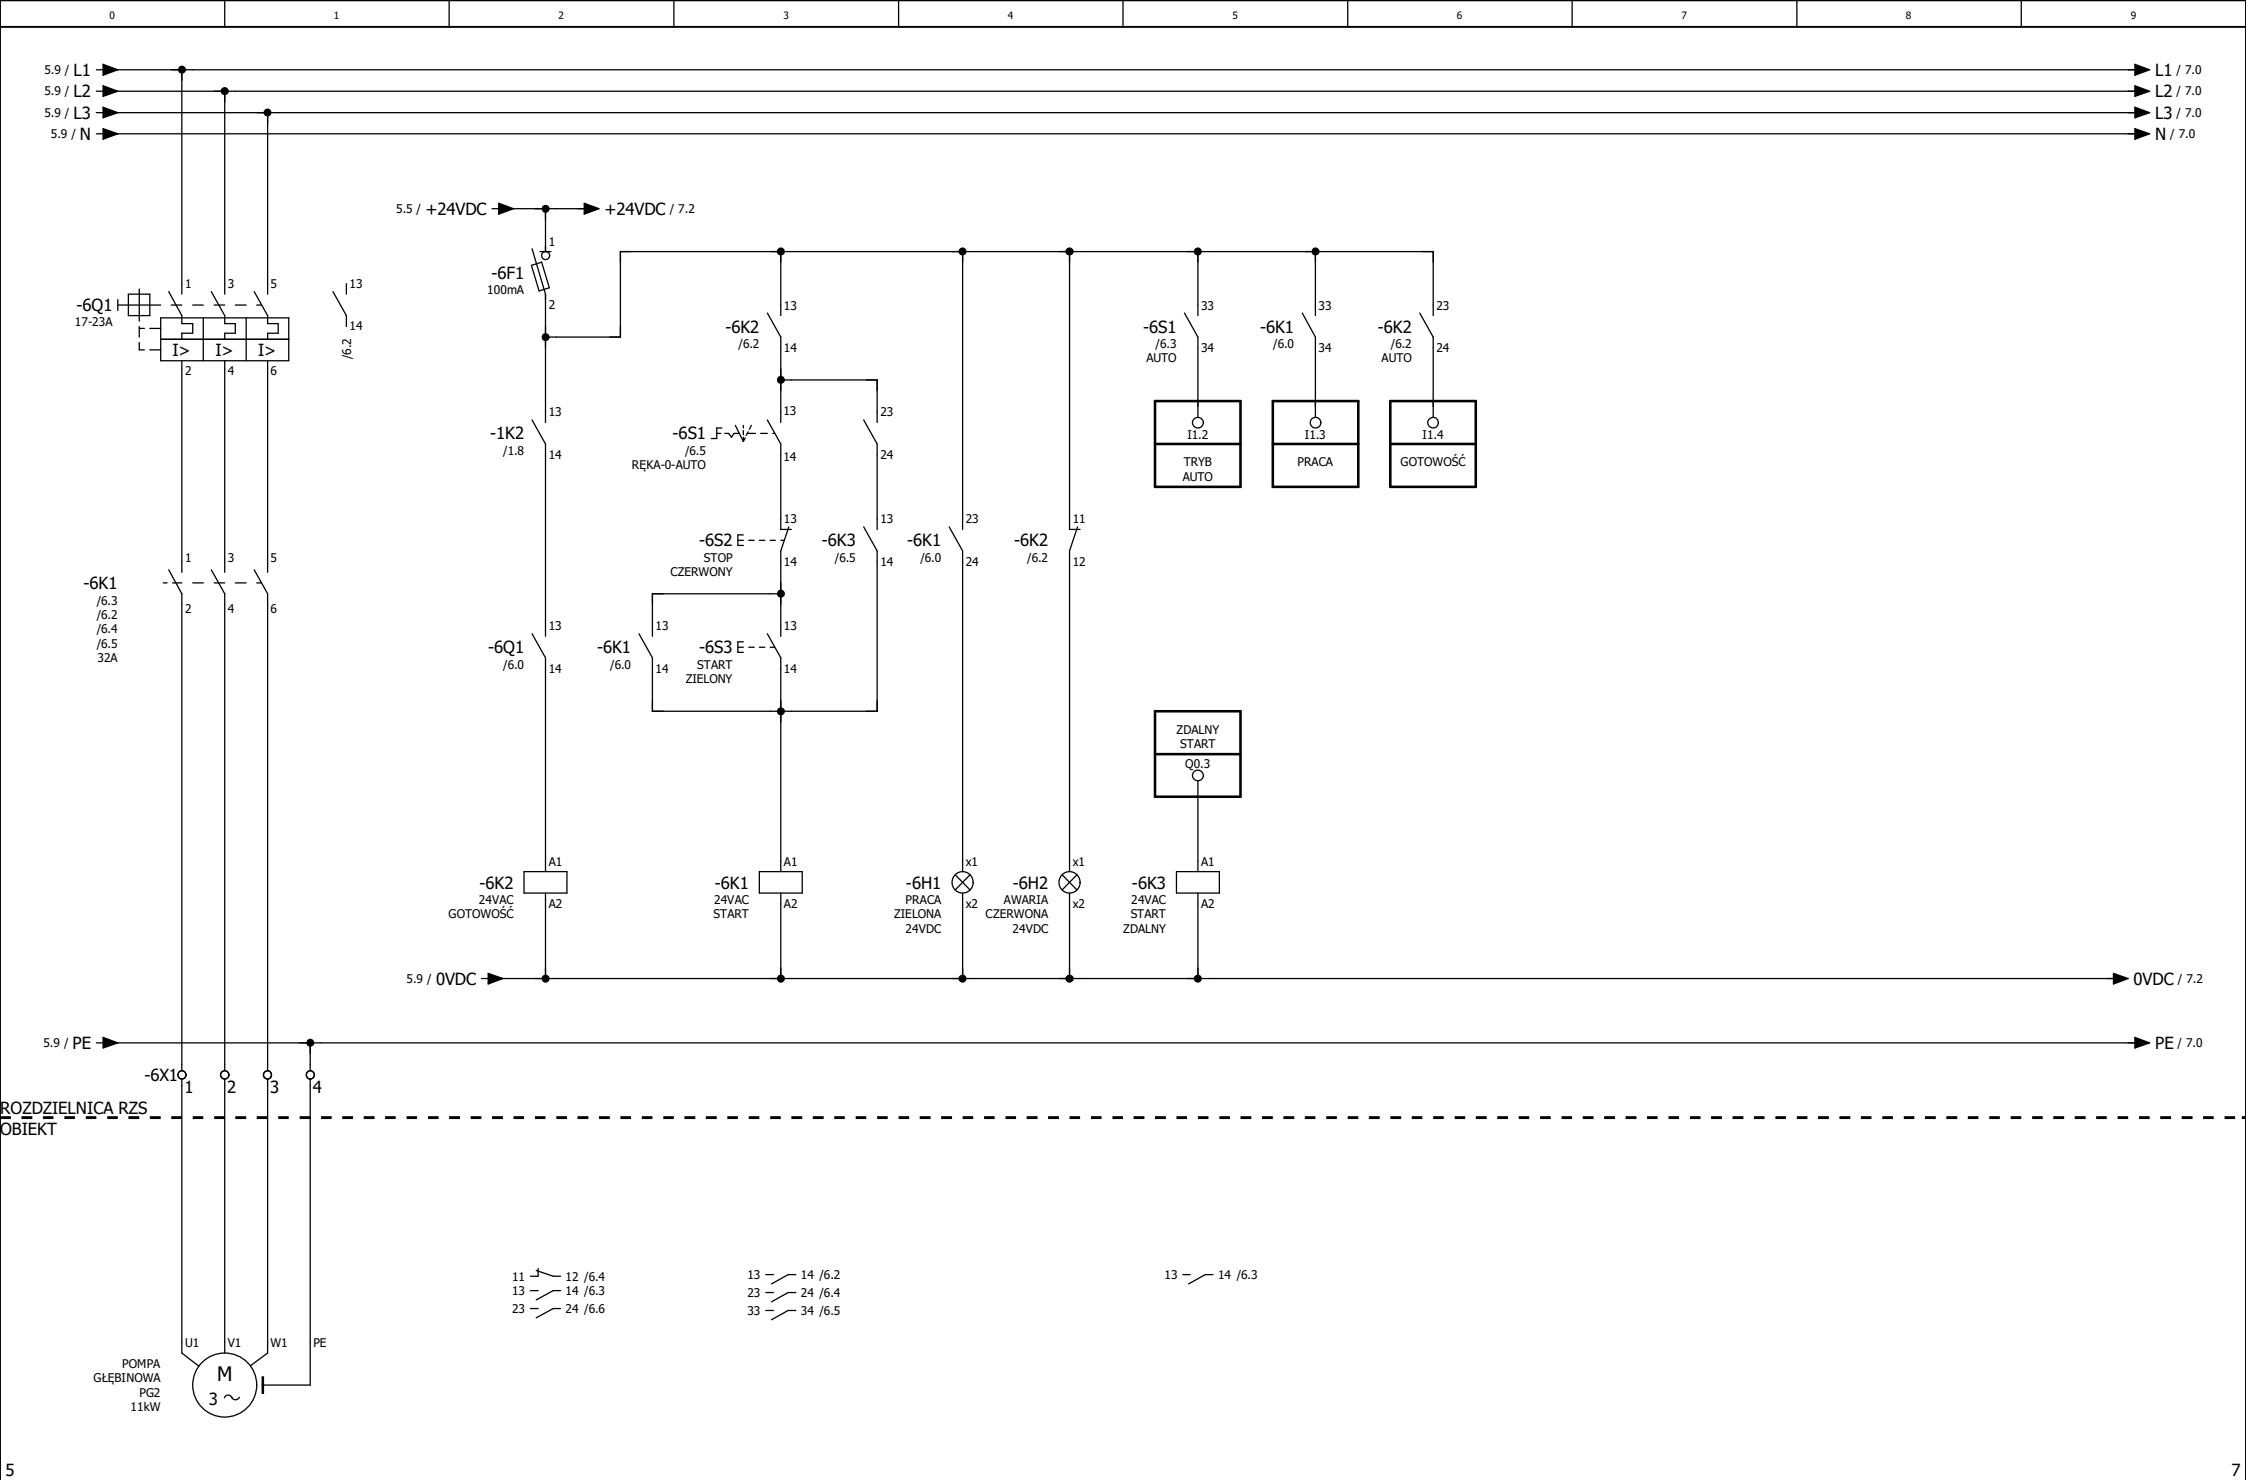 0 1 2 3 4 5 6 7 8 9
5.9 / L1
L1 / 7.0
5.9 / L2
L2 / 7.0
5.9 / L3
L3 / 7.0
5.9 / N
N / 7.0
5.5 / +24VDC
+24VDC / 7.2
-6Q1
17-23A
1 3 5
I> I> I>
2 4 6
13
14
/6.2
1
-6F1
100mA
2
13
-6K2
/6.2
14
33
-6S1
/6.3
AUTO
34
33
-6K1
/6.0
34
23
-6K2
/6.2
AUTO
24
I1.2
TRYB
AUTO
I1.3
PRACA
I1.4
GOTOWOŚĆ
13
-1K2
/1.8
14
13
-6S1
/6.5
RĘKA-0-AUTO
14
23
24
13
-6S2 E
STOP
CZERWONY
14
13
-6K3
/6.5
14
23
-6K1
/6.0
24
11
-6K2
/6.2
12
1 3 5
-6K1
/6.3
/6.2
/6.4
/6.5
32A
2 4 6
13
-6Q1
/6.0
14
13
-6K1
/6.0
14
13
-6S3 E
START
ZIELONY
14
ZDALNY
START
Q0.3
A1
-6K2
24VAC
GOTOWOŚĆ
A2
A1
-6K1
24VAC
START
A2
x1
-6H1
PRACA
ZIELONA
24VDC
x2
x1
-6H2
AWARIA
CZERWONA
24VDC
x2
A1
-6K3
24VAC
START
ZDALNY
A2
5.9 / 0VDC
0VDC / 7.2
5.9 / PE
PE / 7.0
-6X1
1 2 3 4
ROZDZIELNICA RZS
OBIEKT
11 12 /6.4
13 14 /6.3
23 24 /6.6
13 14 /6.2
23 24 /6.4
33 34 /6.5
13 14 /6.3
U1 V1 W1 PE
POMPA
GŁĘBINOWA
PG2
11kW
M
3 ~
5
7